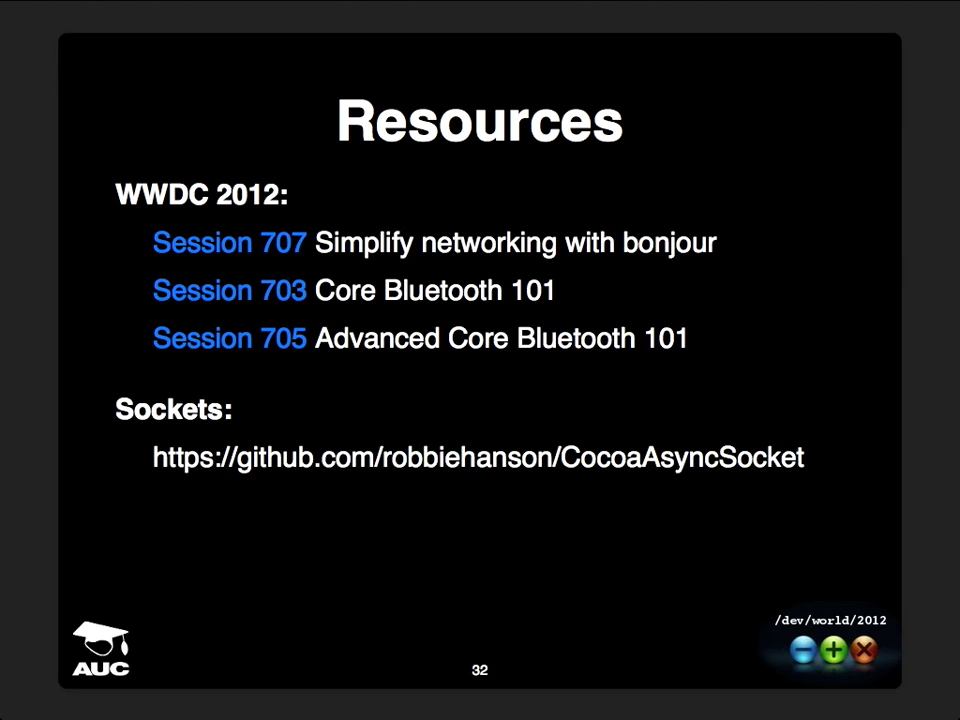 Resources
WWDC 2012:
Session 707 Simplify networking with bonjour
Session 703 Core Bluetooth 101
Session 705 Advanced Core Bluetooth 101
Sockets:
https://github.com/robbiehanson/CocoaAsyncSocket
/dev/world/2012
AUC
32